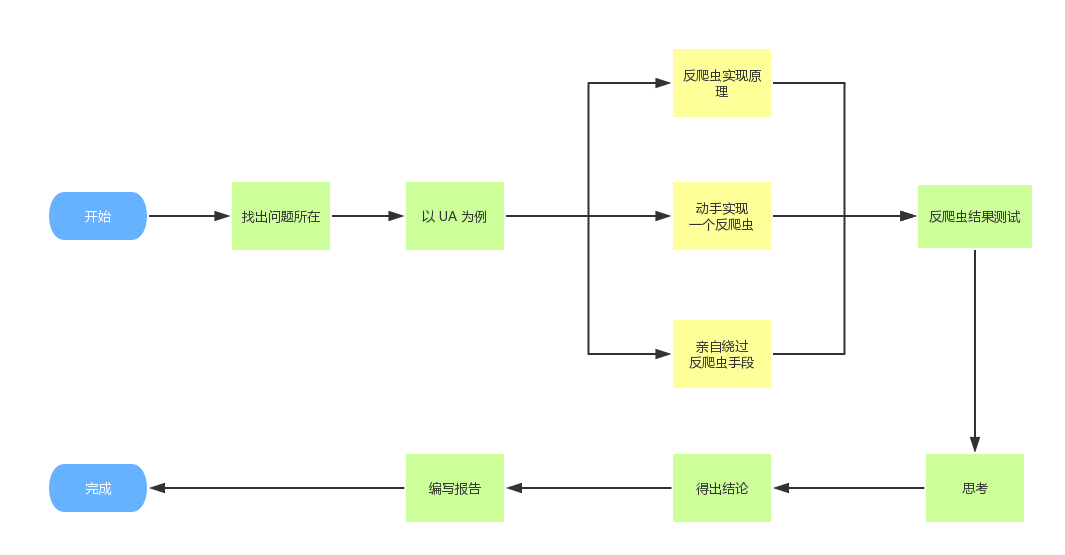 开始
找出问题所在
以 UA 为例
反爬虫实现原
理
动手实现
一个反爬虫
亲自绕过
反爬虫手段
反爬虫结果测试
思考
得出结论
编写报告
完成